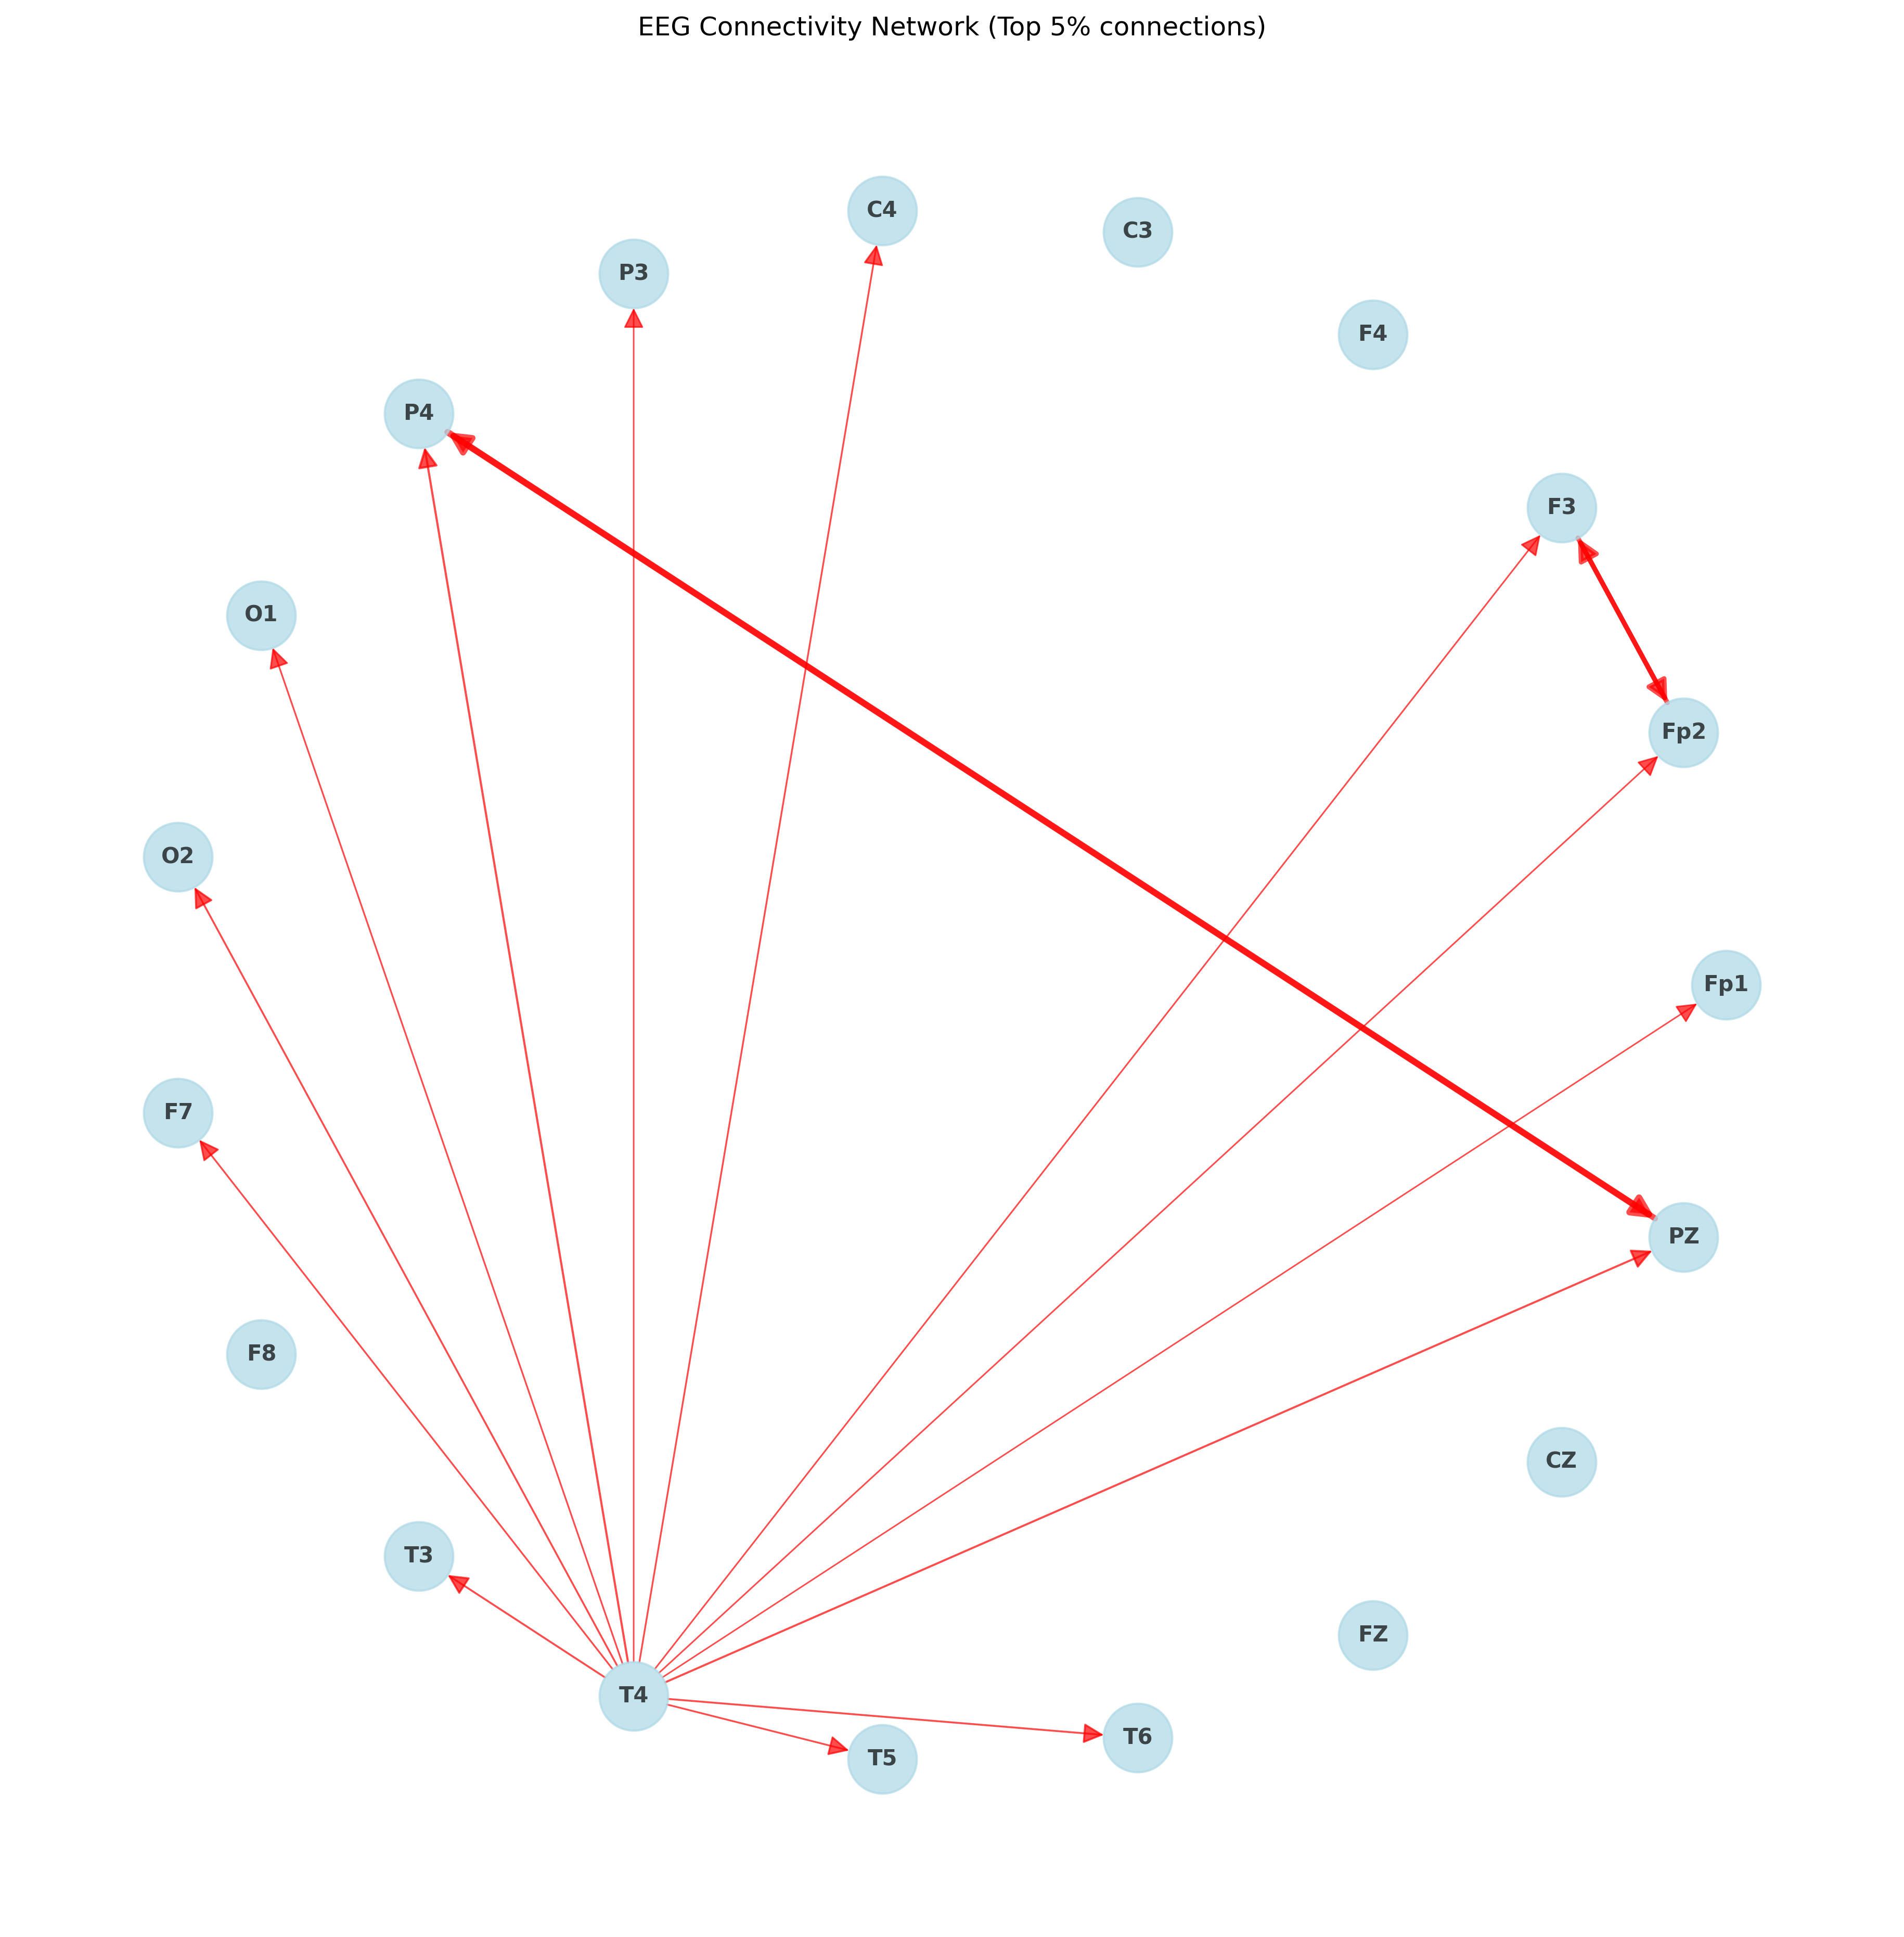 EEG Connectivity Network (Top 5% connections)
C4
C3
P3
F4
P4
F3
O1
Fp2
O2
Fp1
F7
PZ
F8
CZ
T3
FZ
T4
T6
T5